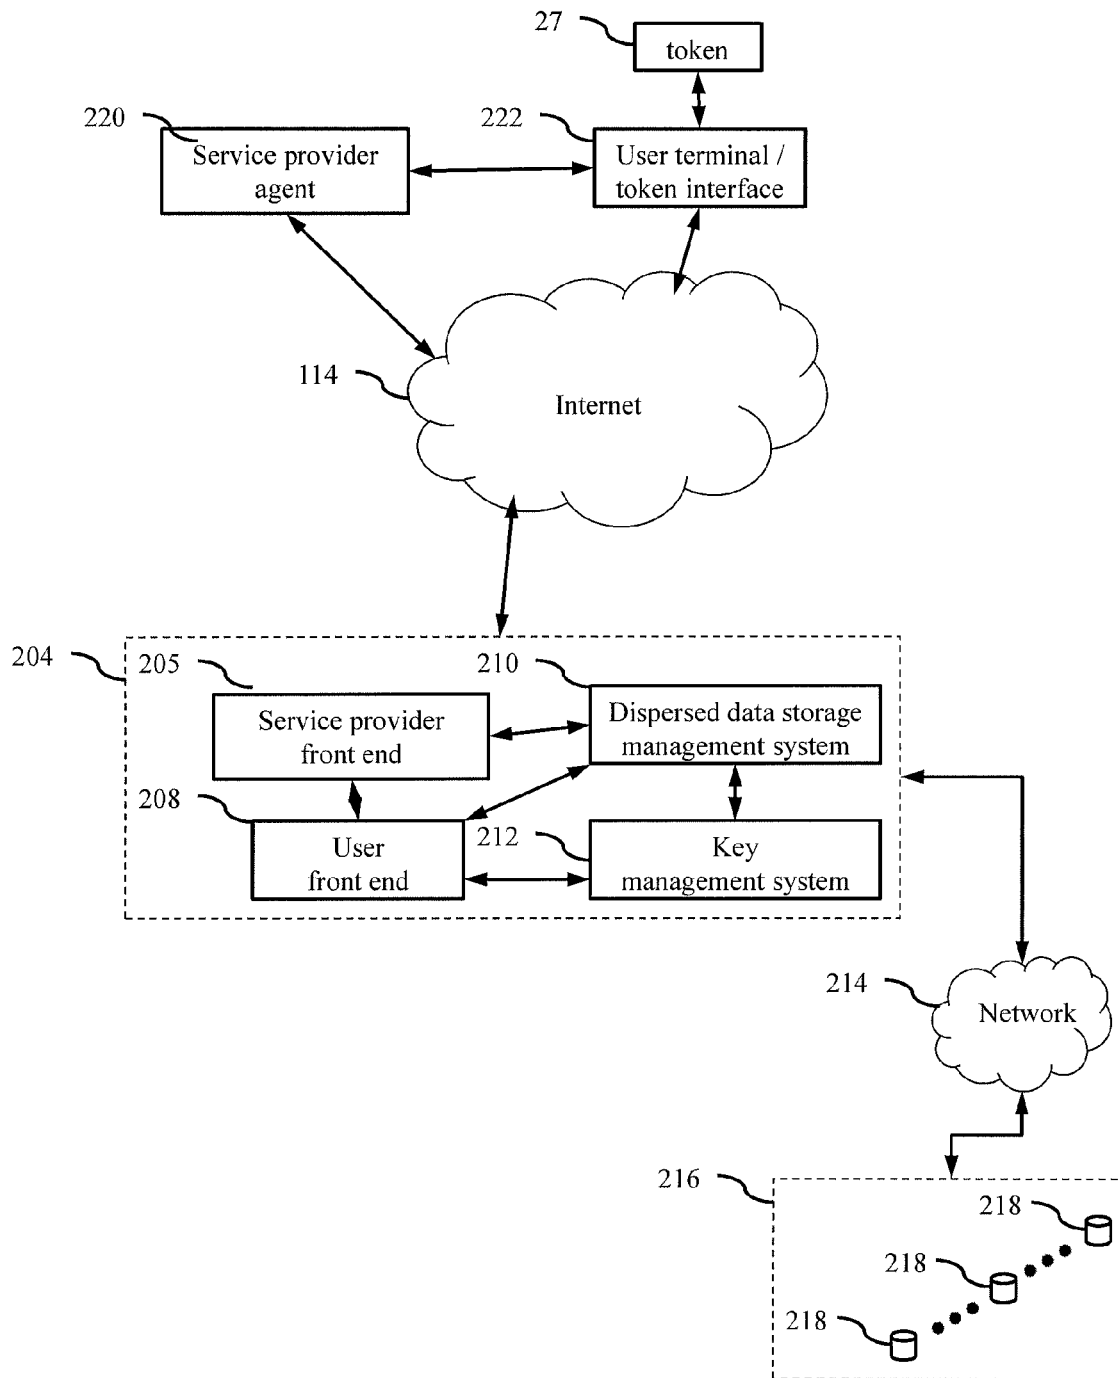 27
token
220
Service provider
agent
222
User terminal /
token interface
114
Internet
204
205
Service provider
front end
210
Dispersed data storage
management system
208
User
front end
212
Key
management system
214
Network
216
218
218
218